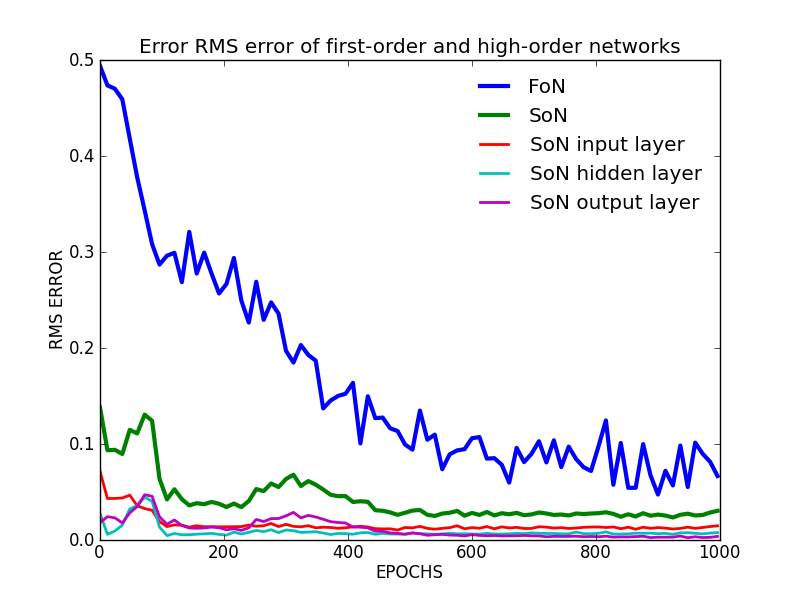 Error RMS error of first-order and high-order networks
0.5
0.4
0.3
0.2
0.1
0.0
RMS ERROR
FoN
SoN
SoN input layer
SoN hidden layer
SoN output layer
0 200 400 600 800 1000
EPOCHS